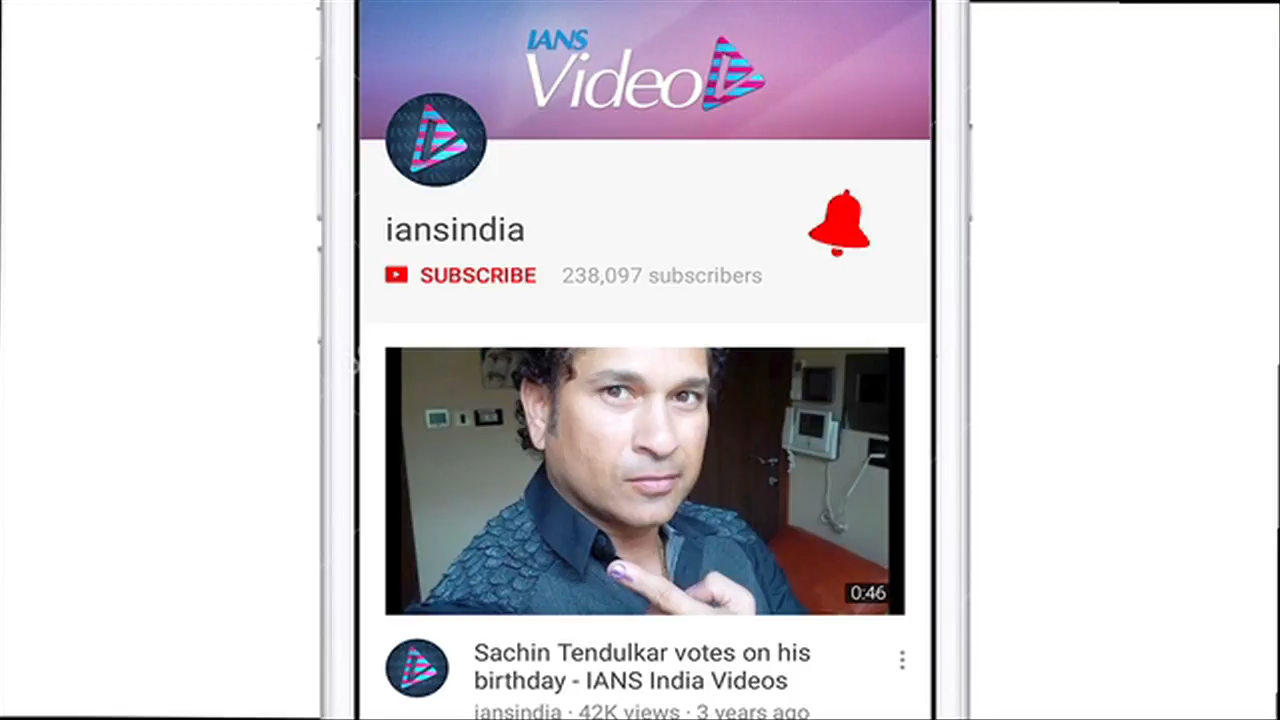 IANS
Video
iansindia
SUBSCRIBE 238,097 subscribers
0:46
Sachin Tendulkar votes on his
birthday - IANS India Videos
iansindia · 42K views · 3 years ago